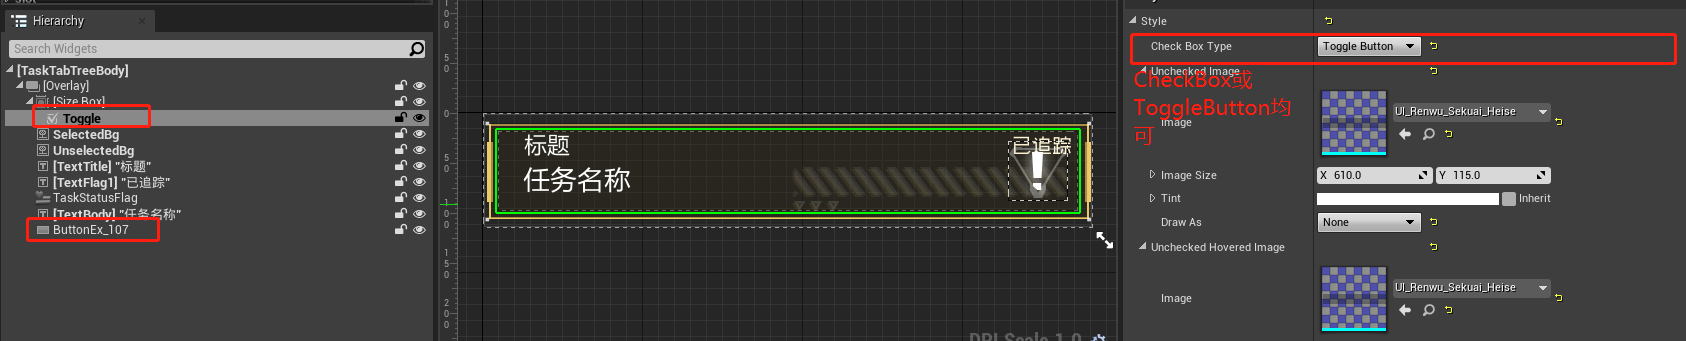 Hierarchy
Search Widgets
[TaskTabTreeBody]
[Overlay]
[Size Box]
Toggle
SelectedBg
UnselectedBg
[TextTitle] "标题"
[TextFlag1] "已追踪"
TaskStatusFlag
[TextBody] "任务名称"
ButtonEx_107
标题
任务名称
已追踪
DPI Scale 1.0
Style
Check Box Type
Toggle Button
Unchecked Image
CheckBox或
ToggleButton均
可
Image
UI_Renwu_Sekuai_Heise
Image Size
X 610.0
Y 115.0
Tint
Inherit
Draw As
None
Unchecked Hovered Image
Image
UI_Renwu_Sekuai_Heise